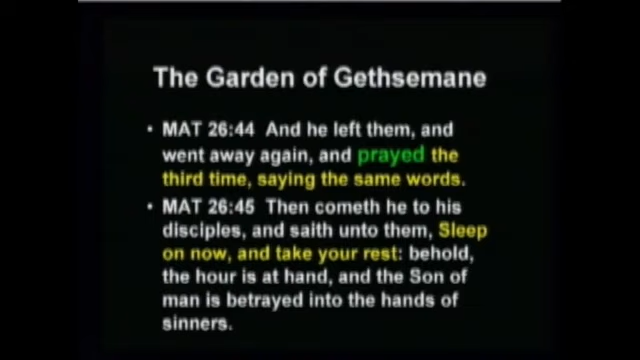 The Garden of Gethsemane
• MAT 26:44 And he left them, and
went away again, and prayed the
third time, saying the same words.
• MAT 26:45 Then cometh he to his
disciples, and saith unto them, Sleep
on now, and take your rest: behold,
the hour is at hand, and the Son of
man is betrayed into the hands of
sinners.